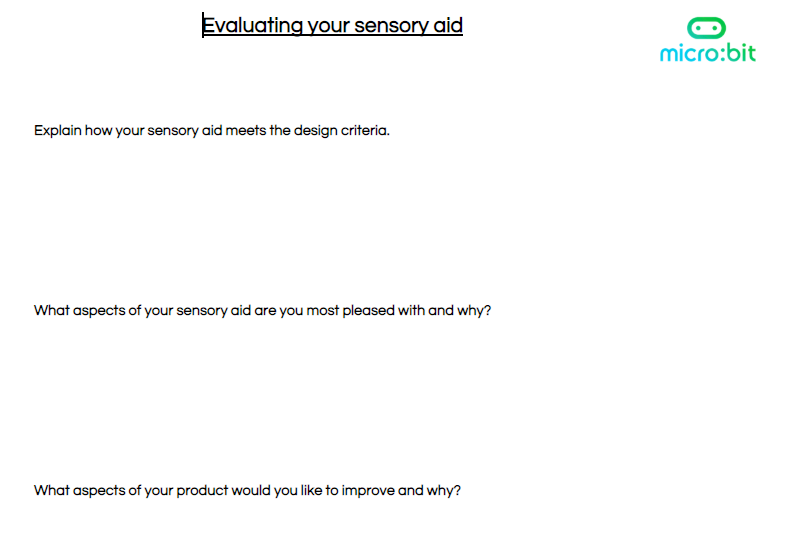 Evaluating your sensory aid
micro:bit
Explain how your sensory aid meets the design criteria.
What aspects of your sensory aid are you most pleased with and why?
What aspects of your product would you like to improve and why?